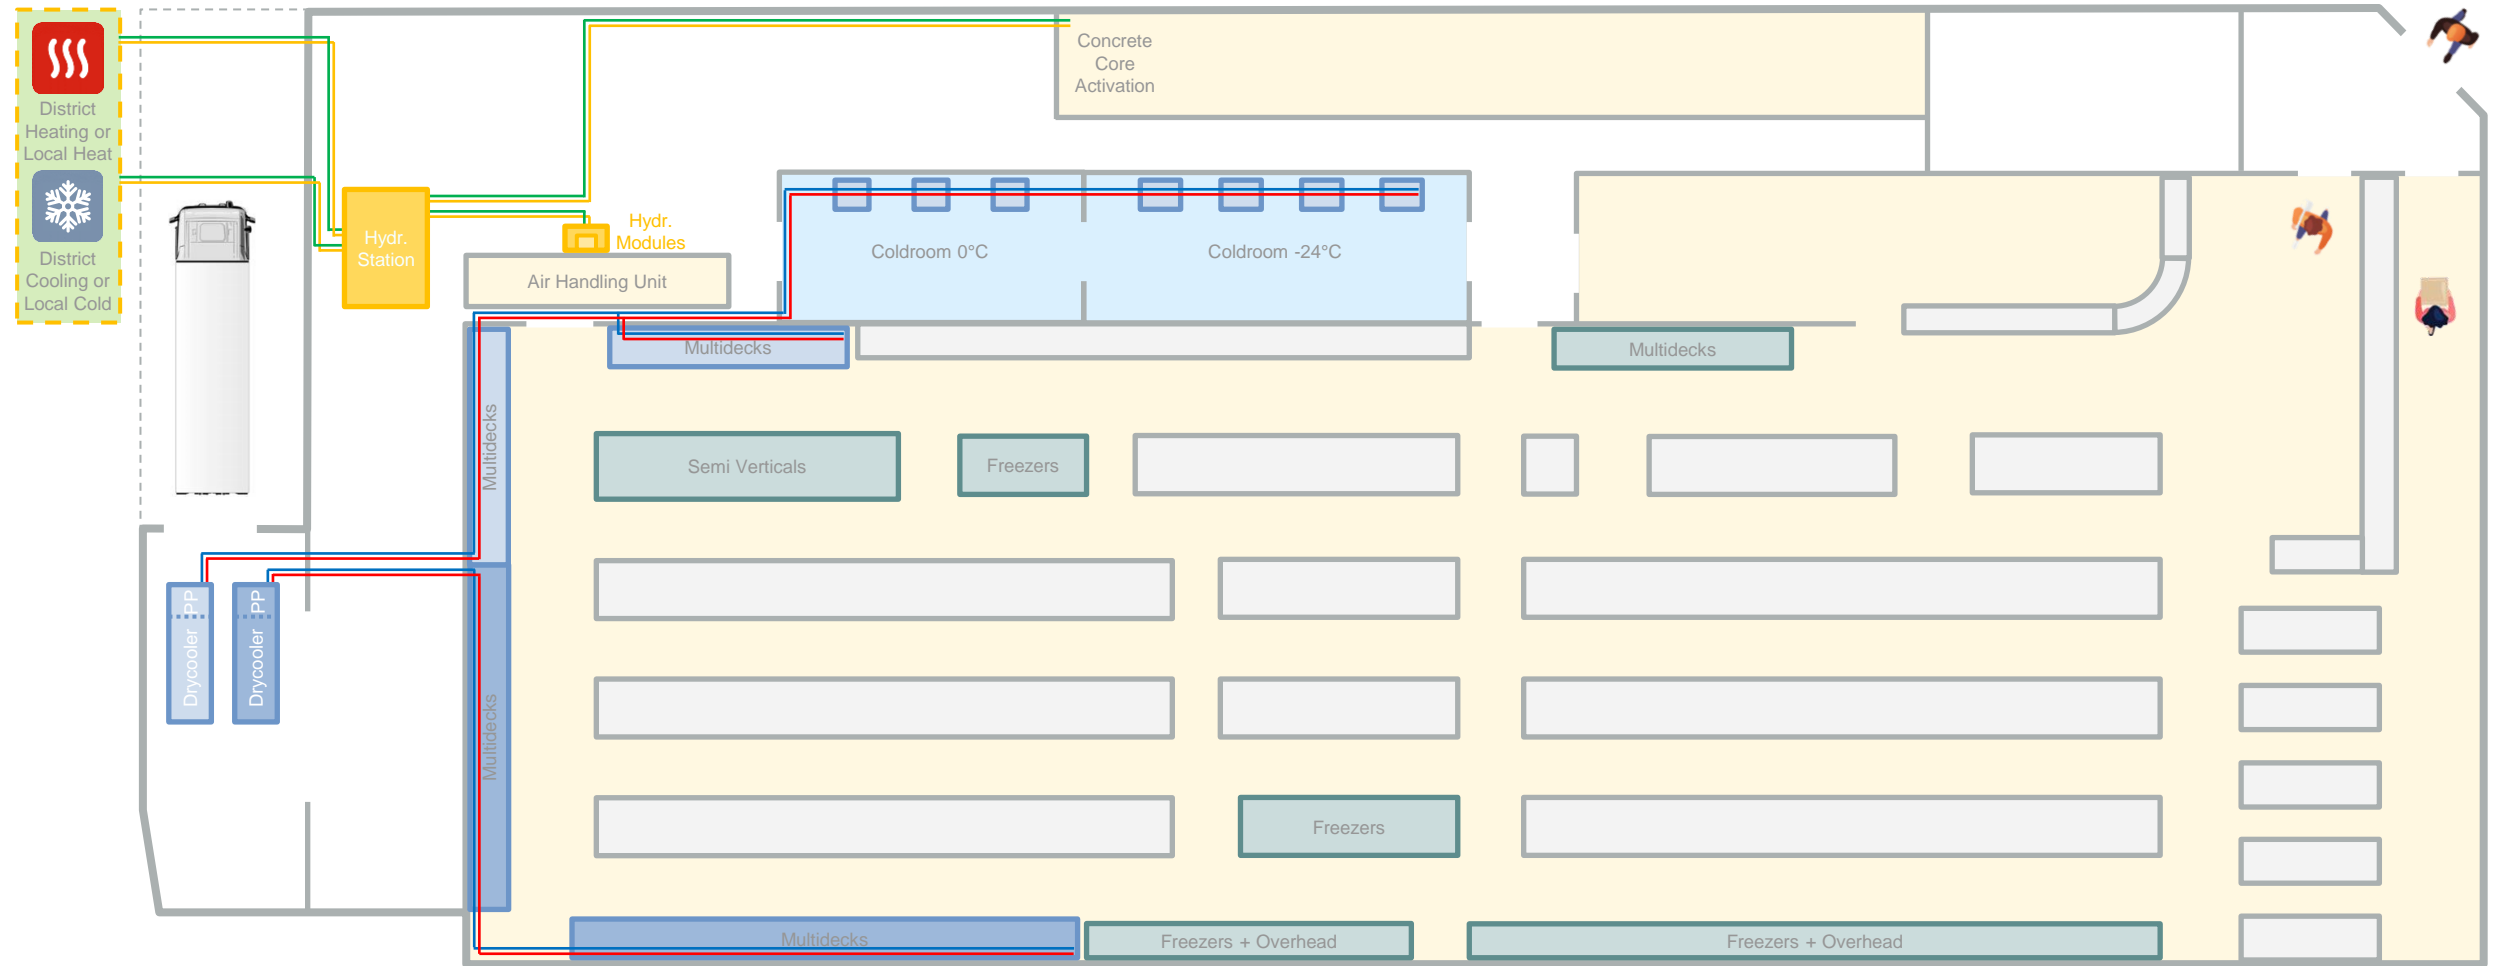 District
Heating or
Local Heat
District
Cooling or
Local Cold
Hydr.
Station
Hydr.
Modules
Air Handling Unit
Concrete
Core
Activation
Coldroom 0°C
Coldroom -24°C
Multidecks
Multidecks
Multidecks
Semi Verticals
Freezers
Drycooler PP
Drycooler PP
Multidecks
Freezers
Multidecks
Freezers + Overhead
Freezers + Overhead